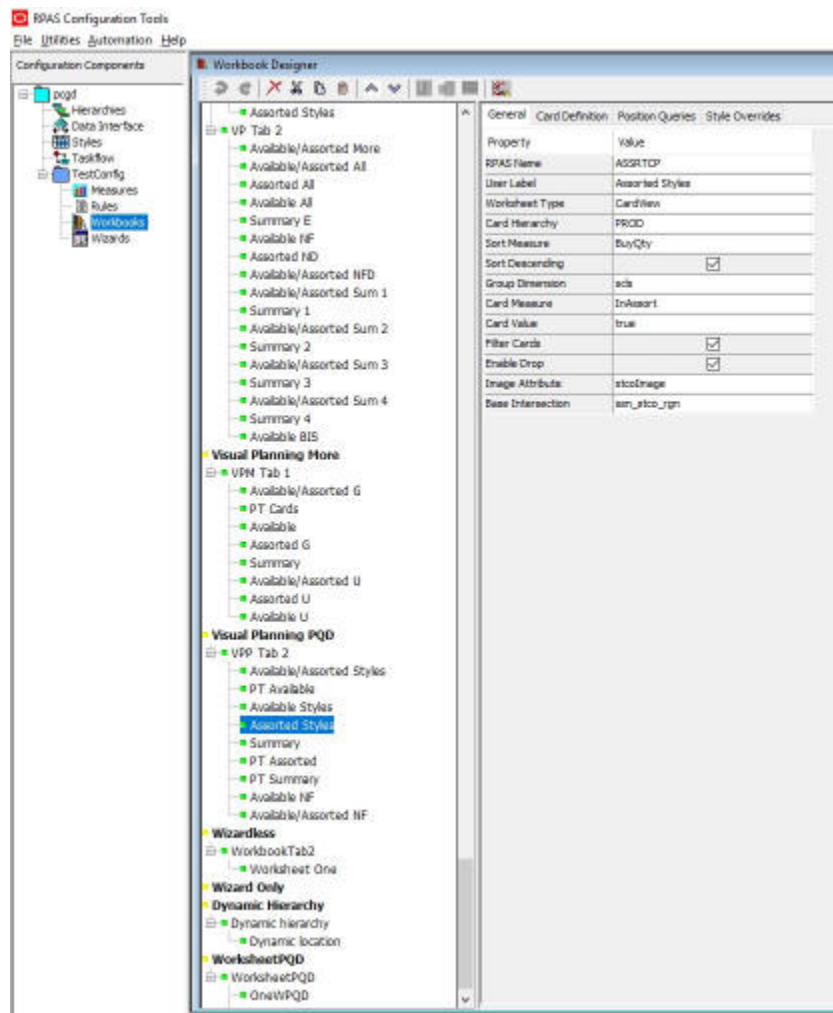 RPAS Configuration Tools
File Utilities Automation Help
Configuration Components
pcgd
Hierarchies
Data Interface
Styles
Taskflow
TestConfig
Measures
Rules
Workbooks
Wizards
Workbook Designer
Assorted Styles
VP Tab 2
Available/Assorted More
Available/Assorted All
Assorted All
Available All
Summary E
Available NF
Assorted ND
Available/Assorted NFD
Available/Assorted Sum 1
Summary 1
Available/Assorted Sum 2
Summary 2
Available/Assorted Sum 3
Summary 3
Available/Assorted Sum 4
Summary 4
Available BIS
Visual Planning More
VPM Tab 1
Available/Assorted G
PT Cards
Available
Assorted G
Summary
Available/Assorted U
Assorted U
Available U
Visual Planning PQD
VPP Tab 2
Available/Assorted Styles
PT Available
Available Styles
Assorted Styles
Summary
PT Assorted
PT Summary
Available NF
Available/Assorted NF
Wizardless
WorkbookTab2
Worksheet One
Wizard Only
Dynamic Hierarchy
Dynamic hierarchy
Dynamic location
WorksheetPQD
WorksheetPQD
OneWPQD
General Card Definition Position Queries Style Overrides
Property Value
RPAS Name ASSRTCP
User Label Assorted Styles
Worksheet Type CardView
Card Hierarchy PROD
Sort Measure BuyQty
Sort Descending
Group Dimension scls
Card Measure InAssort
Card Value true
Filter Cards
Enable Drop
Image Attribute stcoImage
Base Intersection ssn_stco_rgn